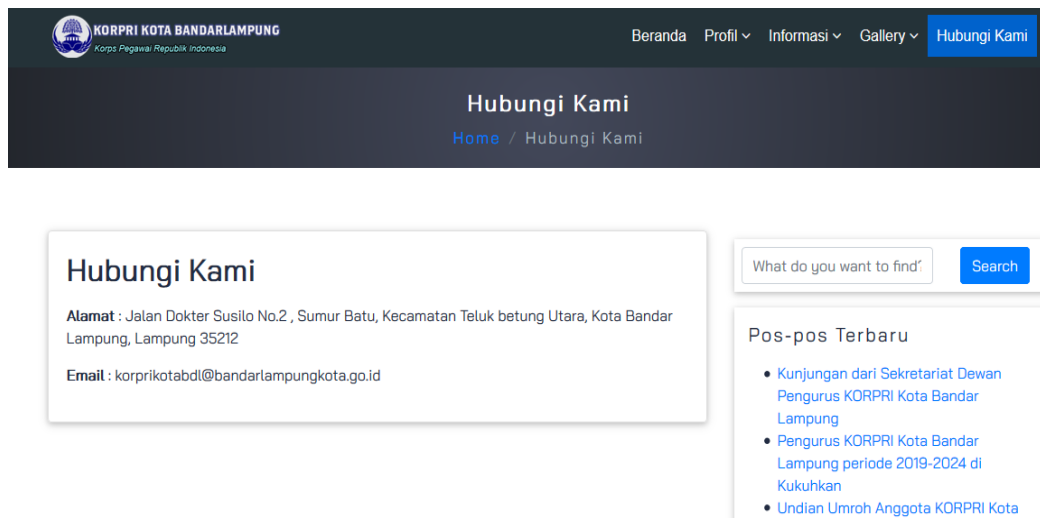 KORPRI KOTA BANDARLAMPUNG
Korps Pegawai Republik Indonesia
Beranda Profil Informasi Gallery Hubungi Kami
Hubungi Kami
Home / Hubungi Kami
Hubungi Kami
Alamat : Jalan Dokter Susilo No.2 , Sumur Batu, Kecamatan Teluk betung Utara, Kota Bandar
Lampung, Lampung 35212
Email : korprikotabdl@bandarlampungkota.go.id
What do you want to find?
Search
Pos-pos Terbaru
Kunjungan dari Sekretariat Dewan
Pengurus KORPRI Kota Bandar
Lampung
Pengurus KORPRI Kota Bandar
Lampung periode 2019-2024 di
Kukuhkan
Undian Umroh Anggota KORPRI Kota